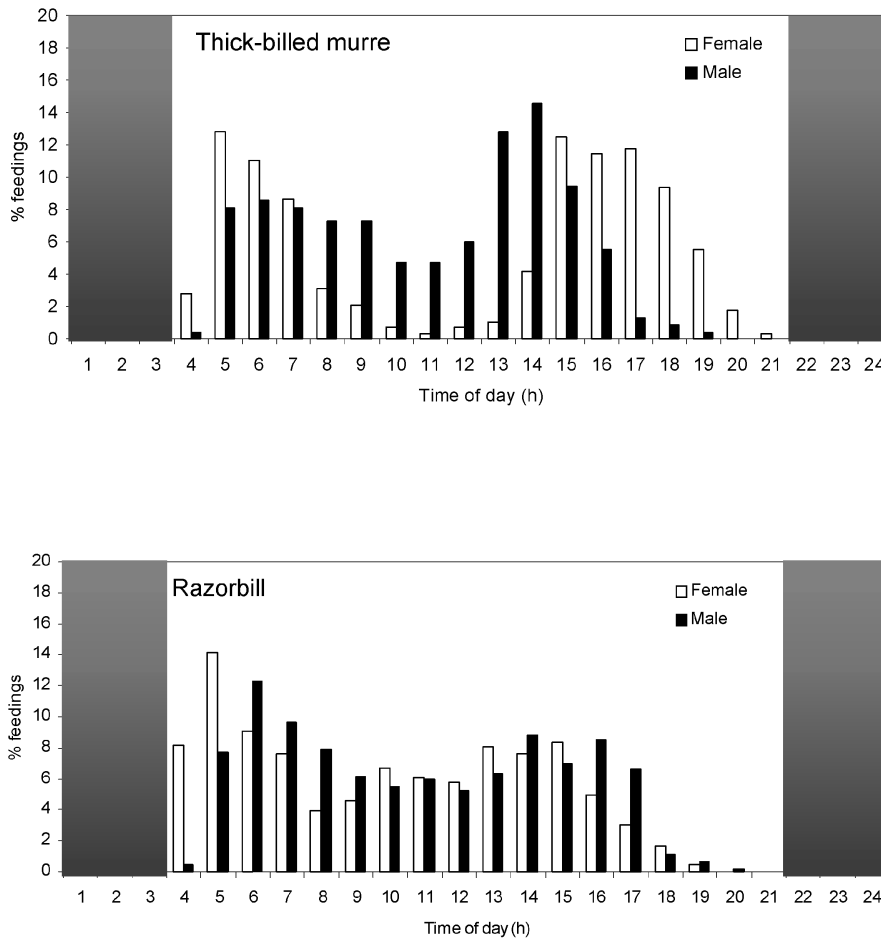 Thick-billed murre
Female
Male
% feedings
20
18
16
14
12
10
8
6
4
2
0
1 2 3 4 5 6 7 8 9 10 11 12 13 14 15 16 17 18 19 20 21 22 23 24
Time of day (h)
Razorbill
Female
Male
% feedings
20
18
16
14
12
10
8
6
4
2
0
1 2 3 4 5 6 7 8 9 10 11 12 13 14 15 16 17 18 19 20 21 22 23 24
Time of day (h)